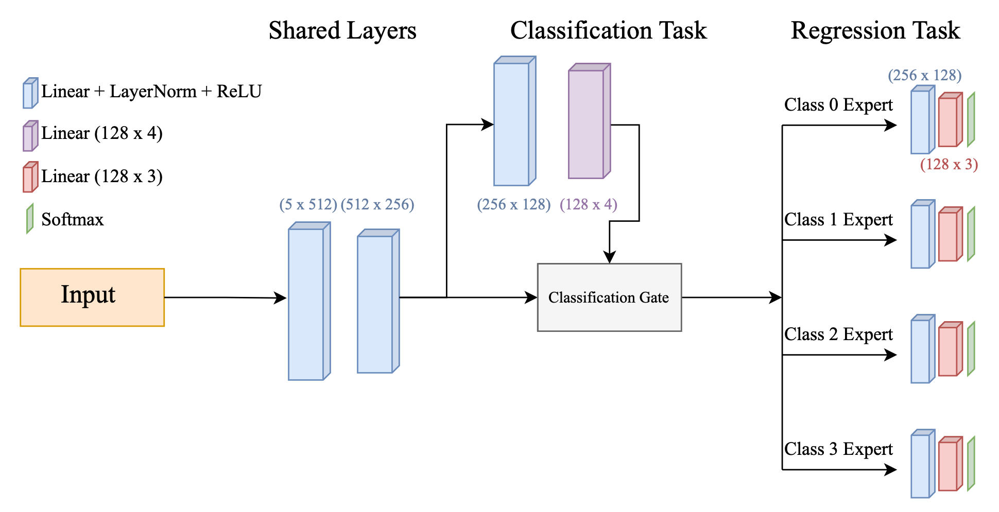 Shared Layers
Classification Task
Regression Task
Linear + LayerNorm + ReLU
Linear (128 x 4)
Linear (128 x 3)
Softmax
Input
(5 x 512)
(512 x 256)
(256 x 128)
(128 x 4)
Classification Gate
(256 x 128)
Class 0 Expert
(128 x 3)
Class 1 Expert
Class 2 Expert
Class 3 Expert